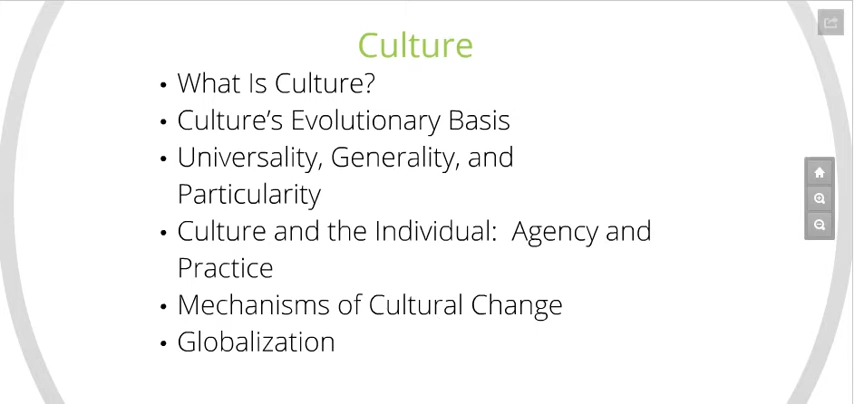 Culture
• What Is Culture?
• Culture’s Evolutionary Basis
• Universality, Generality, and
Particularity
• Culture and the Individual:  Agency and
Practice
• Mechanisms of Cultural Change
• Globalization